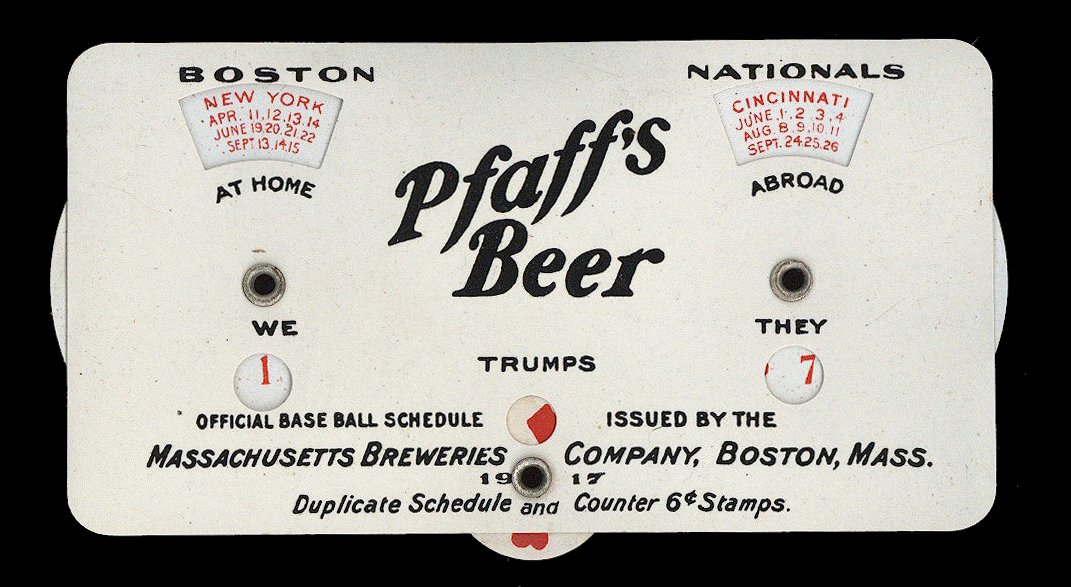 BOSTON NATIONALS
NEW YORK
APR. 11.12.13.14
JUNE 19.20.21.22
SEPT 13.14.15
AT HOME
CINCINNATI
JUNE.1.2.3.4
AUG. 8.9.10.11
SEPT. 24.25.26
ABROAD
Pfaff's
Beer
WE
1
THEY
7
TRUMPS
OFFICIAL BASE BALL SCHEDULE ISSUED BY THE
MASSACHUSETTS BREWERIES COMPANY, BOSTON, MASS.
1917
Duplicate Schedule and Counter 6¢ Stamps.